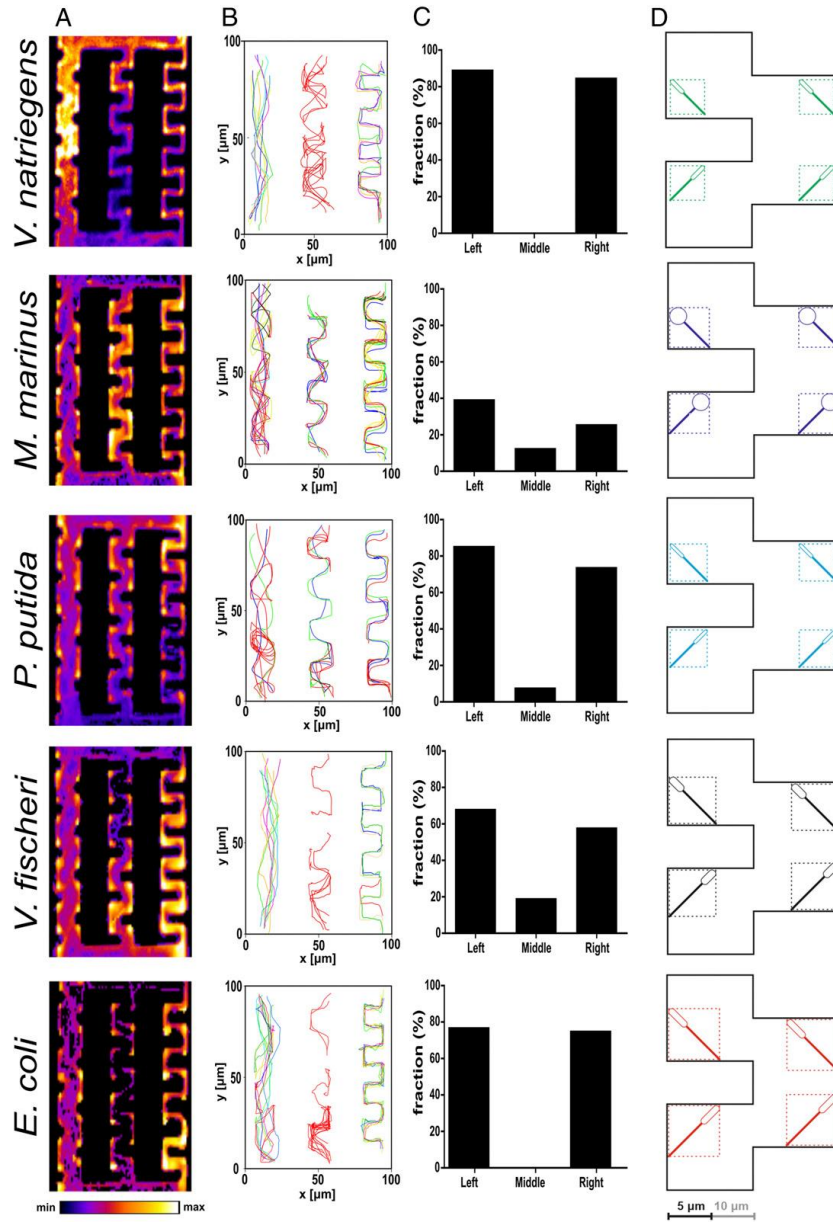 A B C D
V. natriegens
100
50
0
y [µm]
0 50 100
x [µm]
100
80
60
40
20
0
fraction (%)
Left Middle Right
M. marinus
100
50
0
y [µm]
0 50 100
x [µm]
100
80
60
40
20
0
fraction (%)
Left Middle Right
P. putida
100
50
0
y [µm]
0 50 100
x [µm]
100
80
60
40
20
0
fraction (%)
Left Middle Right
V. fischeri
100
50
0
y [µm]
0 50 100
x [µm]
100
80
60
40
20
0
fraction (%)
Left Middle Right
E. coli
100
50
0
y [µm]
0 50 100
x [µm]
100
80
60
40
20
0
fraction (%)
Left Middle Right
min max
5 µm 10 µm